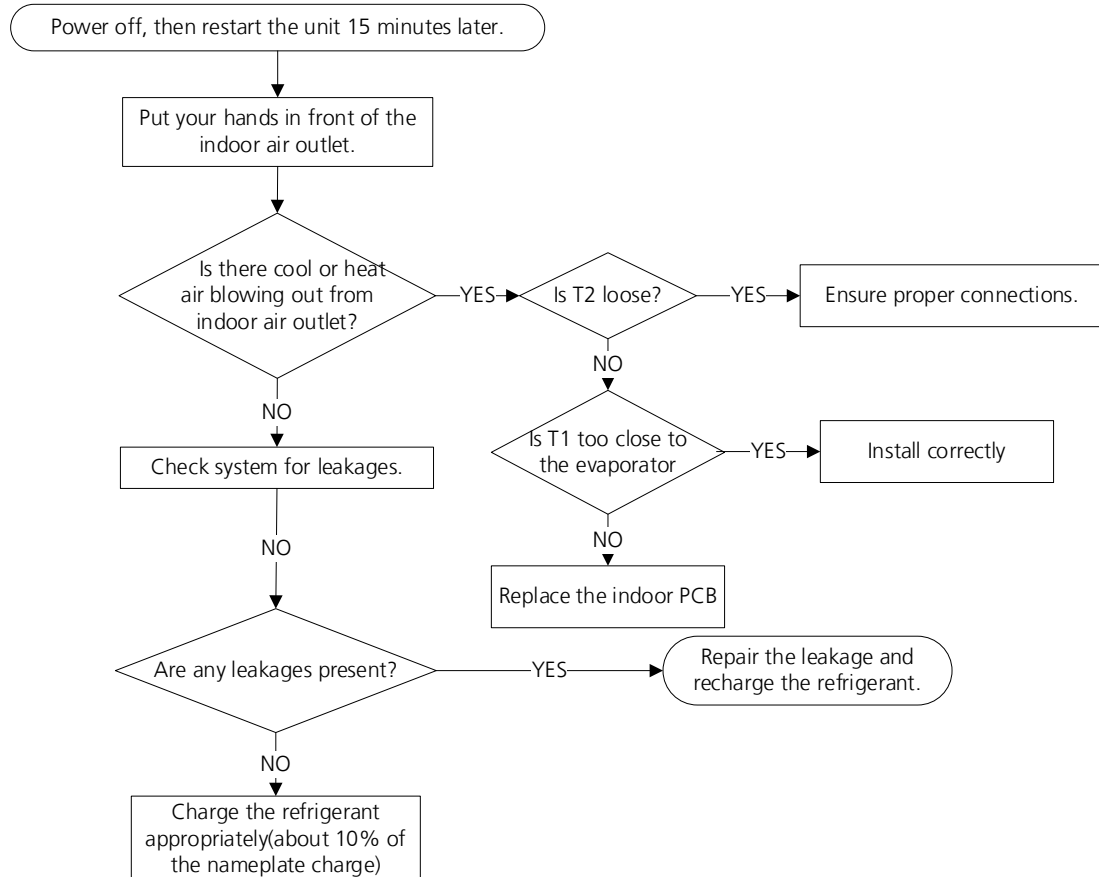 Power off, then restart the unit 15 minutes later.
Put your hands in front of the
indoor air outlet.
Is there cool or heat
air blowing out from
indoor air outlet?
YES
Is T2 loose?
YES
Ensure proper connections.
NO
Is T1 too close to
the evaporator
YES
Install correctly
NO
Replace the indoor PCB
NO
Check system for leakages.
NO
Are any leakages present?
YES
Repair the leakage and
recharge the refrigerant.
NO
Charge the refrigerant
appropriately(about 10% of
the nameplate charge)